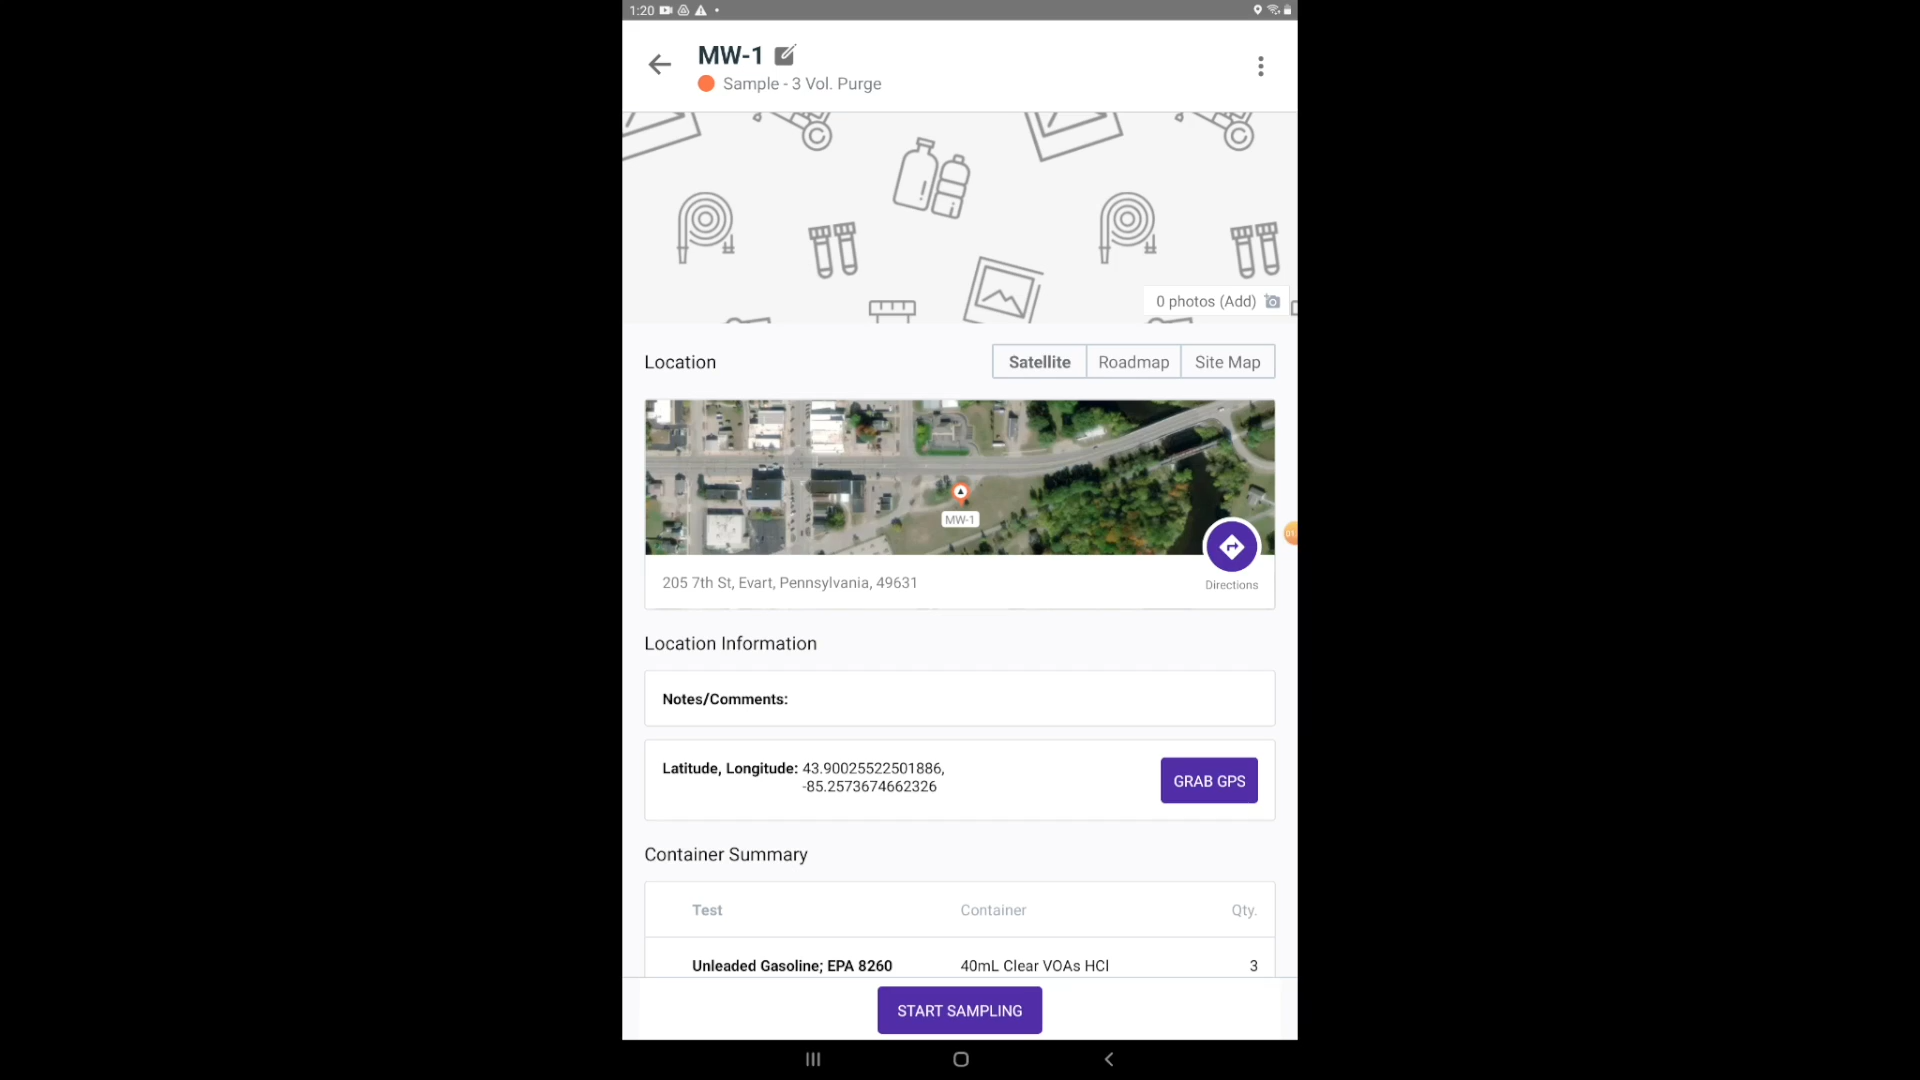 1:20
MW-1
Sample - 3 Vol. Purge
0 photos (Add)
Location
Satellite
Roadmap
Site Map
MW-1
205 7th St, Evart, Pennsylvania, 49631
Directions
Location Information
Notes/Comments:
Latitude, Longitude: 43.90025522501886,
-85.2573674662326
GRAB GPS
Container Summary
Test Container Qty.
Unleaded Gasoline; EPA 8260 40mL Clear VOAs HCl 3
START SAMPLING